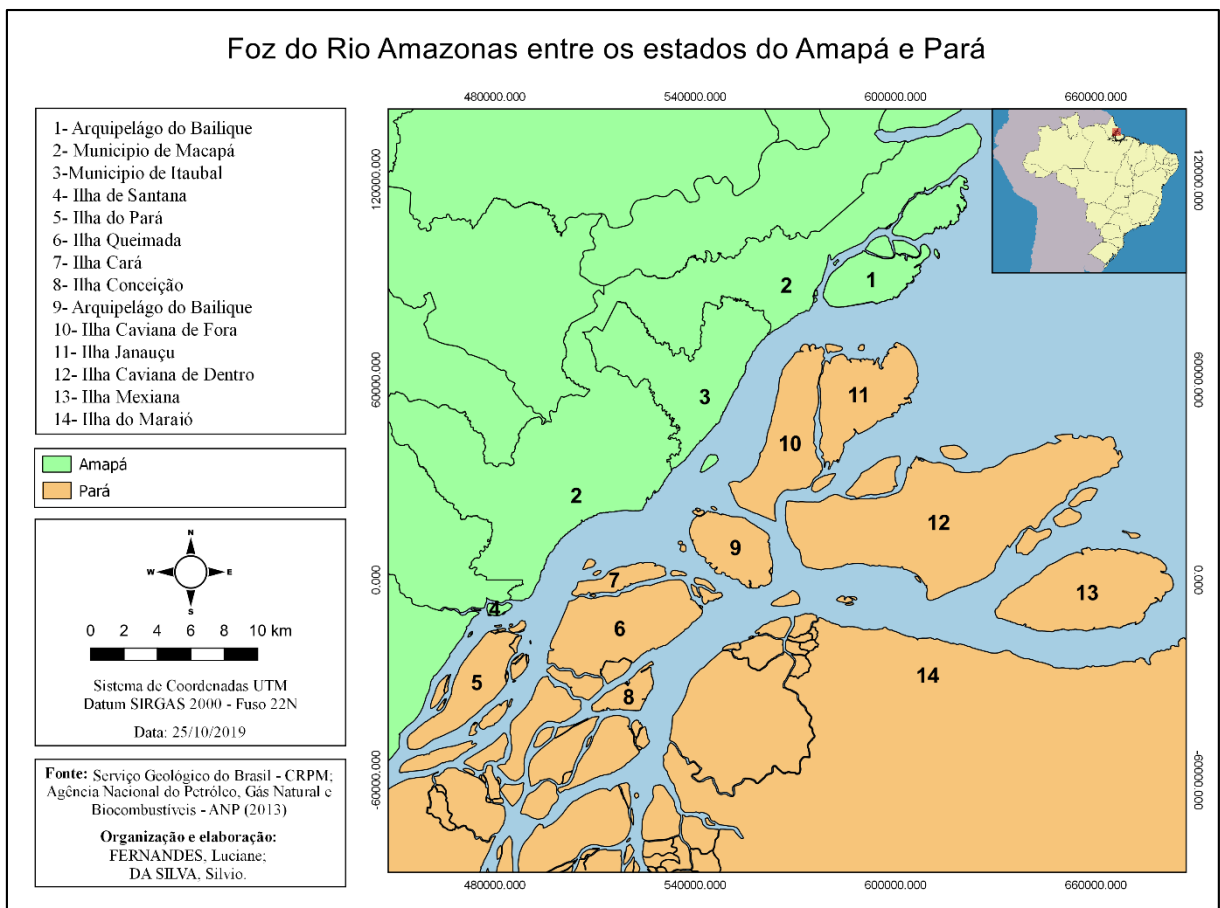 Foz do Rio Amazonas entre os estados do Amapá e Pará
1- Arquipelágo do Bailique
2- Municipio de Macapá
3-Municipio de Itaubal
4- Ilha de Santana
5- Ilha do Pará
6- Ilha Queimada
7- Ilha Cará
8- Ilha Conceição
9- Arquipelágo do Bailique
10- Ilha Caviana de Fora
11- Ilha Janauçu
12- Ilha Caviana de Dentro
13- Ilha Mexiana
14- Ilha do Maraió
Amapá
Pará
N
W E
S
0 2 4 6 8 10 km
Sistema de Coordenadas UTM
Datum SIRGAS 2000 - Fuso 22N
Data: 25/10/2019
Fonte: Serviço Geológico do Brasil - CRPM;
Agência Nacional do Petróleo, Gás Natural e
Biocombustíveis - ANP (2013)
Organização e elaboração:
FERNANDES, Luciane;
DA SILVA, Silvio.
480000.000 540000.000 600000.000 660000.000
120000.000
60000.000
0.000
-60000.000
120000.000
60000.000
0.000
-60000.000
1
2
3
11
10
2
12
9
7
13
4
6
5
14
8
480000.000 540000.000 600000.000 660000.000